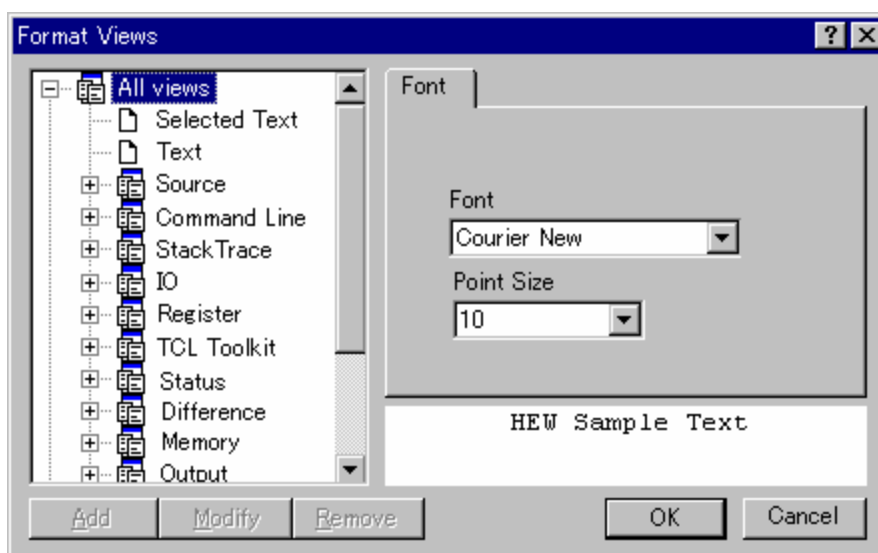 Format Views
All views
Selected Text
Text
Source
Command Line
StackTrace
IO
Register
TCL Toolkit
Status
Difference
Memory
Output
Font
Font
Courier New
Point Size
10
HEW Sample Text
Add Modify Remove OK Cancel